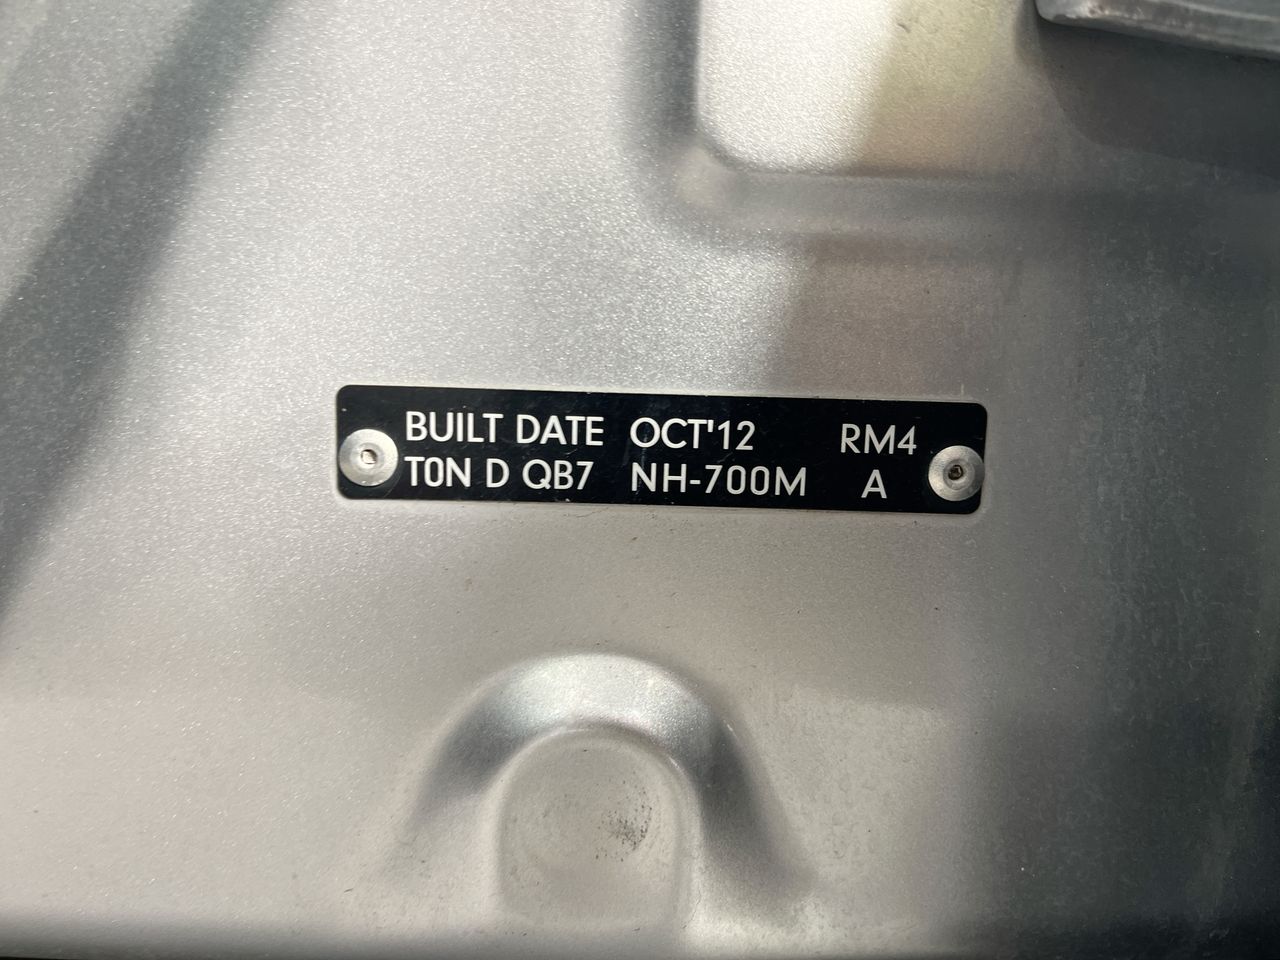 BUILT DATE OCT'12 RM4
T0N D QB7 NH-700M A